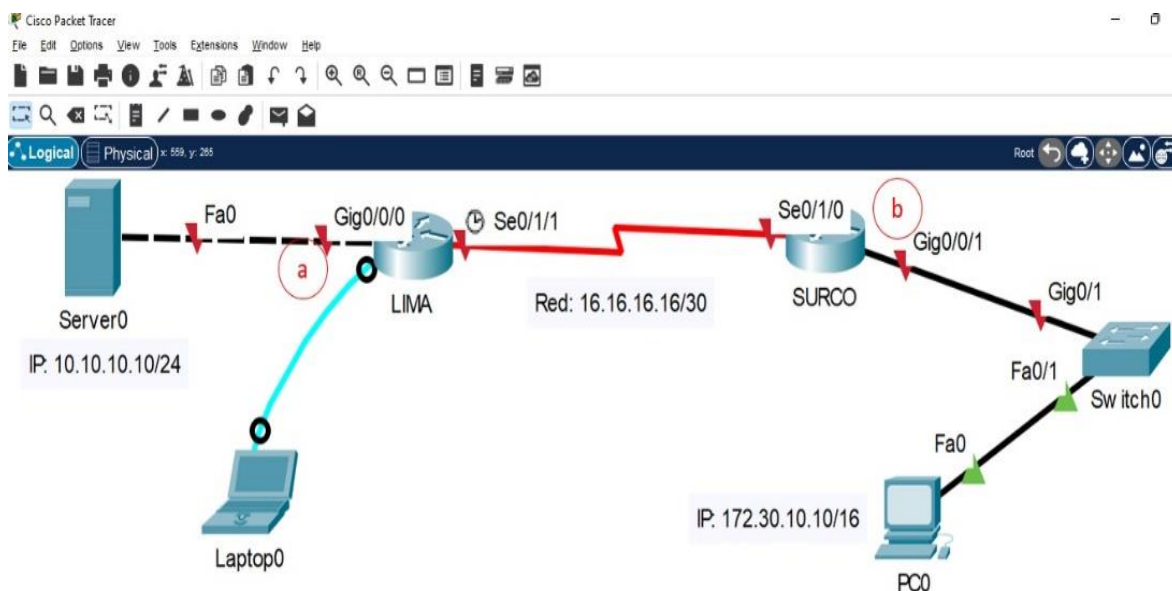 Cisco Packet Tracer
File Edit Options View Tools Extensions Window Help
Logical Physical x: 559, y: 265 Root
Fa0 Gig0/0/0 Se0/1/1 Se0/1/0 b
a Gig0/0/1
LIMA SURCO Gig0/1
Server0 Red: 16.16.16.16/30
IP: 10.10.10.10/24 Fa0/1
Switch0
Fa0
IP: 172.30.10.10/16
Laptop0
PC0